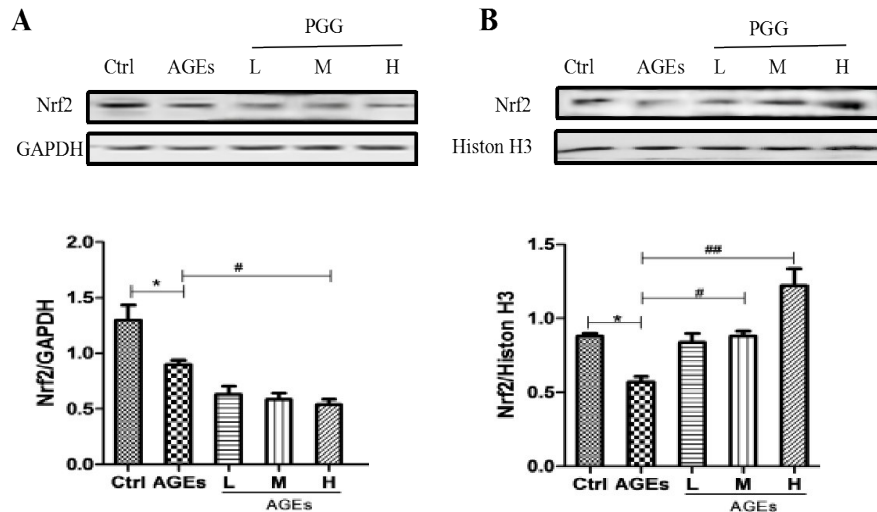 A
PGG
Ctrl AGEs L M H
Nrf2
GAPDH
2.0
1.5
1.0
0.5
0.0
Nrf2/GAPDH
*
#
Ctrl AGEs L M H
AGEs
B
PGG
Ctrl AGEs L M H
Nrf2
Histon H3
1.5
1.0
0.5
0.0
Nrf2/Histon H3
##
#
*
Ctrl AGEs L M H
AGEs